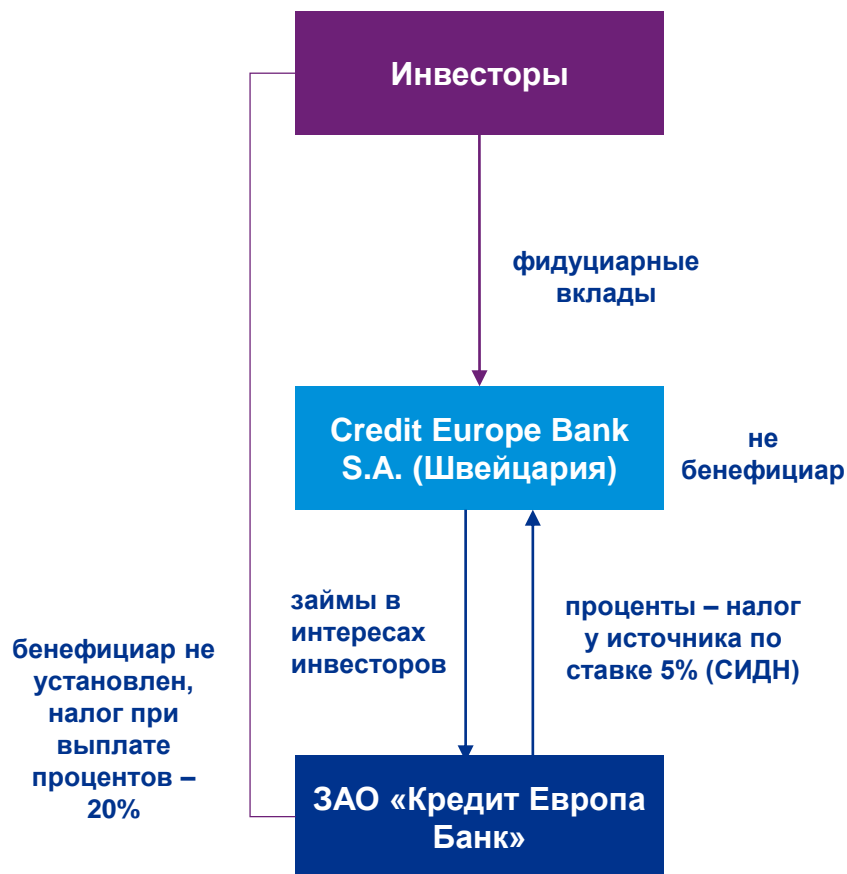 Инвесторы
фидуциарные
вклады
Credit Europe Bank
S.A. (Швейцария)
не
бенефициар
займы в
интересах
инвесторов
проценты – налог
у источника по
ставке 5% (СИДН)
бенефициар не
установлен,
налог при
выплате
процентов –
20%
ЗАО «Кредит Европа
Банк»